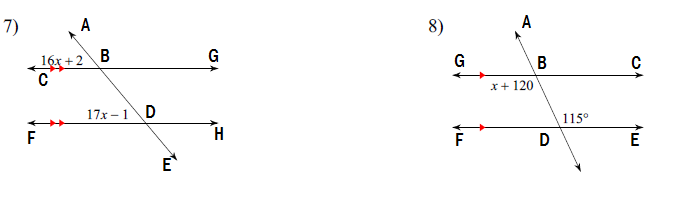 7)
A
16x + 2
B
G
C
17x – 1
D
F
H
E
8)
A
G
B
C
x + 120
115°
F
D
E